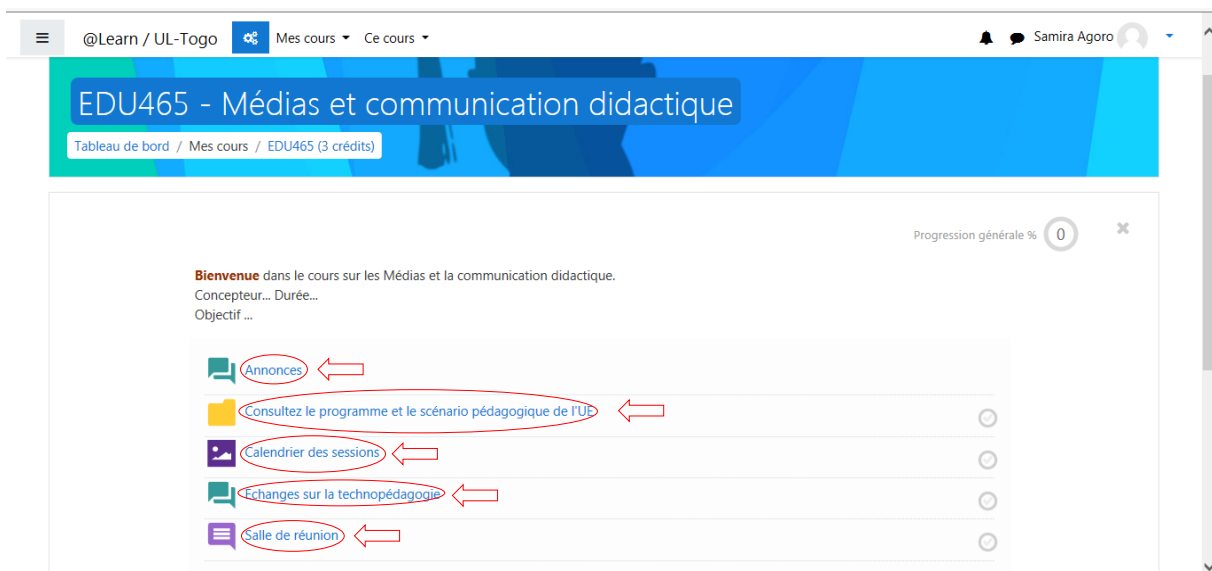 @Learn / UL-Togo Mes cours Ce cours Samira Agoro
EDU465 - Médias et communication didactique
Tableau de bord / Mes cours / EDU465 (3 crédits)
Progression générale % 0
Bienvenue dans le cours sur les Médias et la communication didactique.
Concepteur... Durée...
Objectif ...
Annonces
Consultez le programme et le scénario pédagogique de l'UE
Calendrier des sessions
Echanges sur la technopédagogie
Salle de réunion